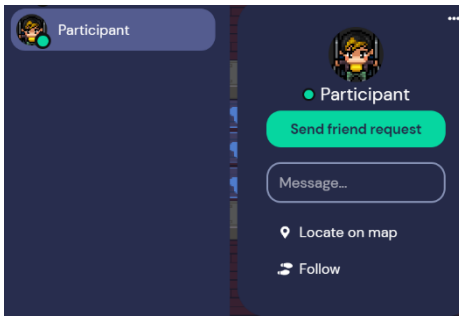 Participant
Participant
Send friend request
Message...
Locate on map
Follow